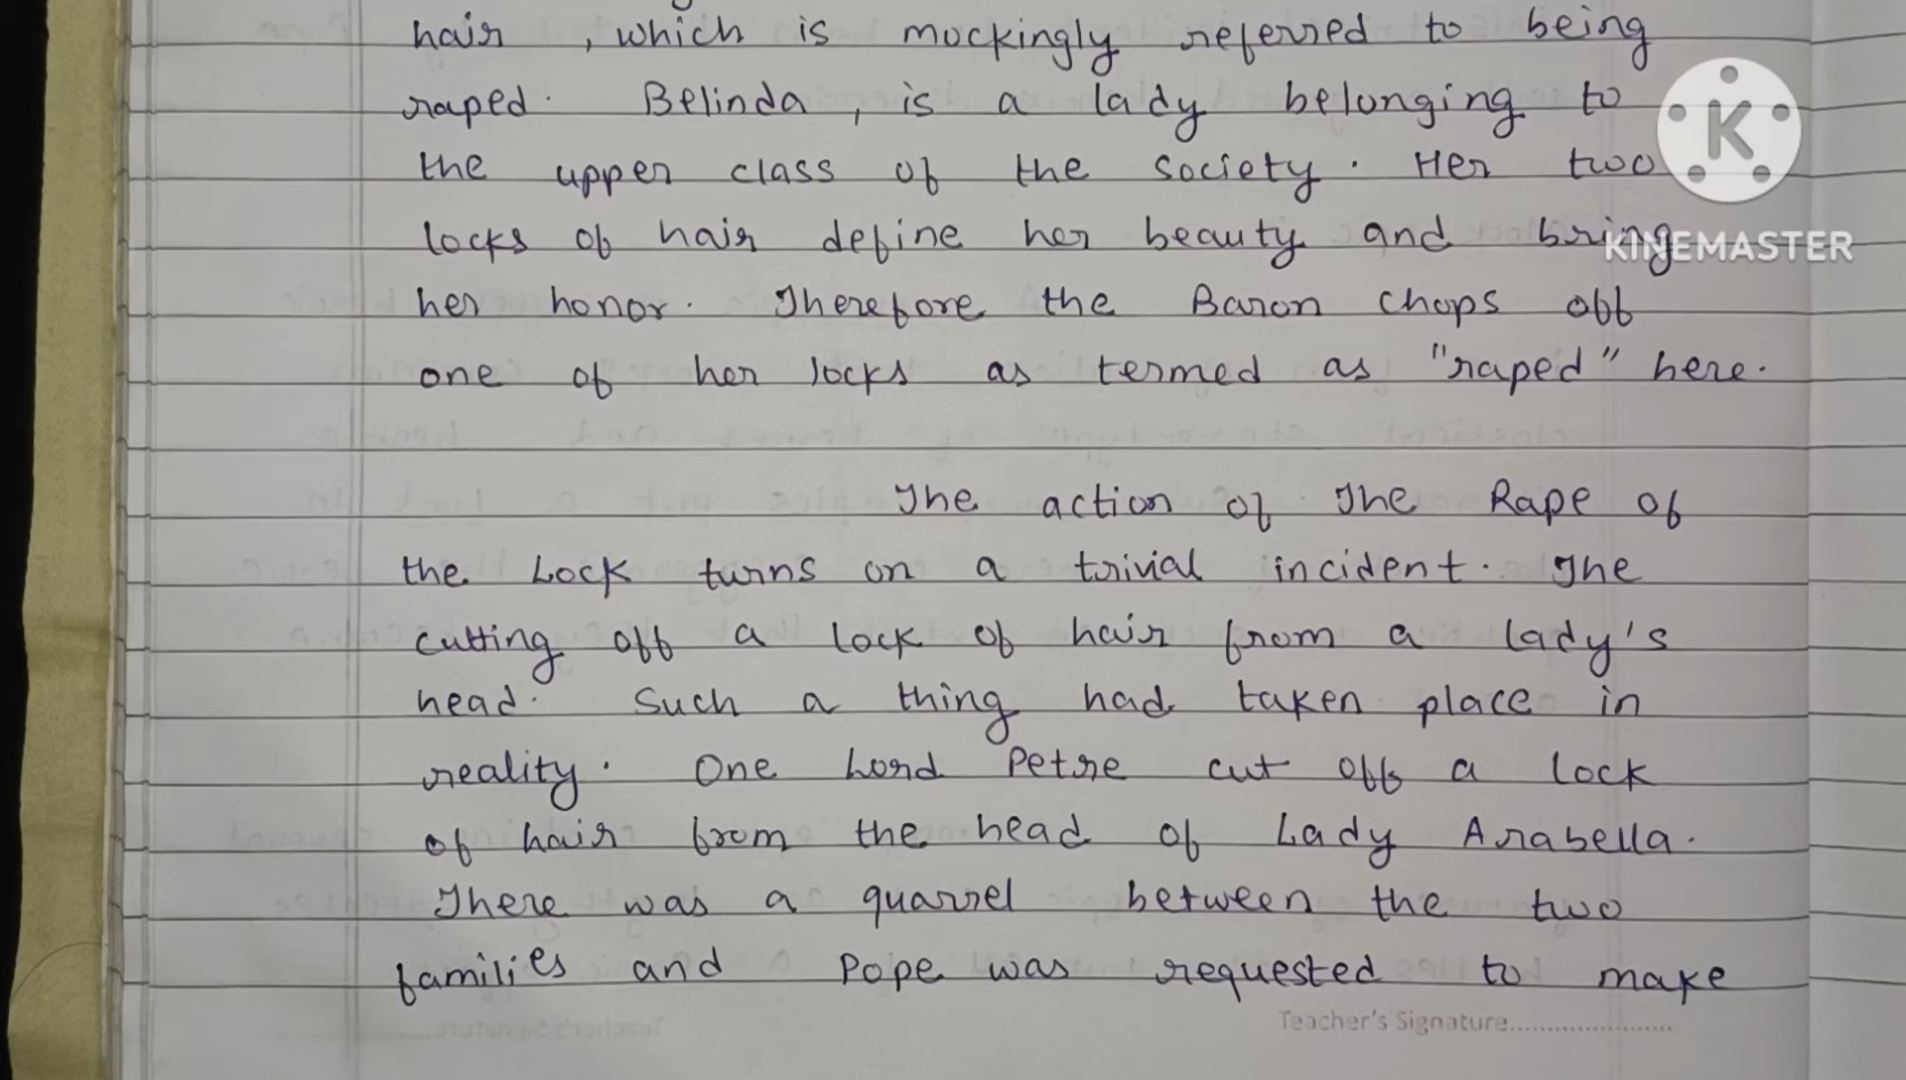 hair , which is mockingly referred to being
raped. Belinda, is a lady belonging to
the upper class of the society. Her two
locks of hair define her beauty and bring
her honor. Therefore the Baron chops off
one of her locks as termed as "raped" here.
The action of The Rape of
the Lock turns on a trivial incident. The
cutting off a lock of hair from a lady's
head. Such a thing had taken place in
reality. One Lord Petre cut off a lock
of hair from the head of Lady Arabella.
There was a quarrel between the two
families and Pope was requested to make
Teacher's Signature........................
K
KINEMASTER